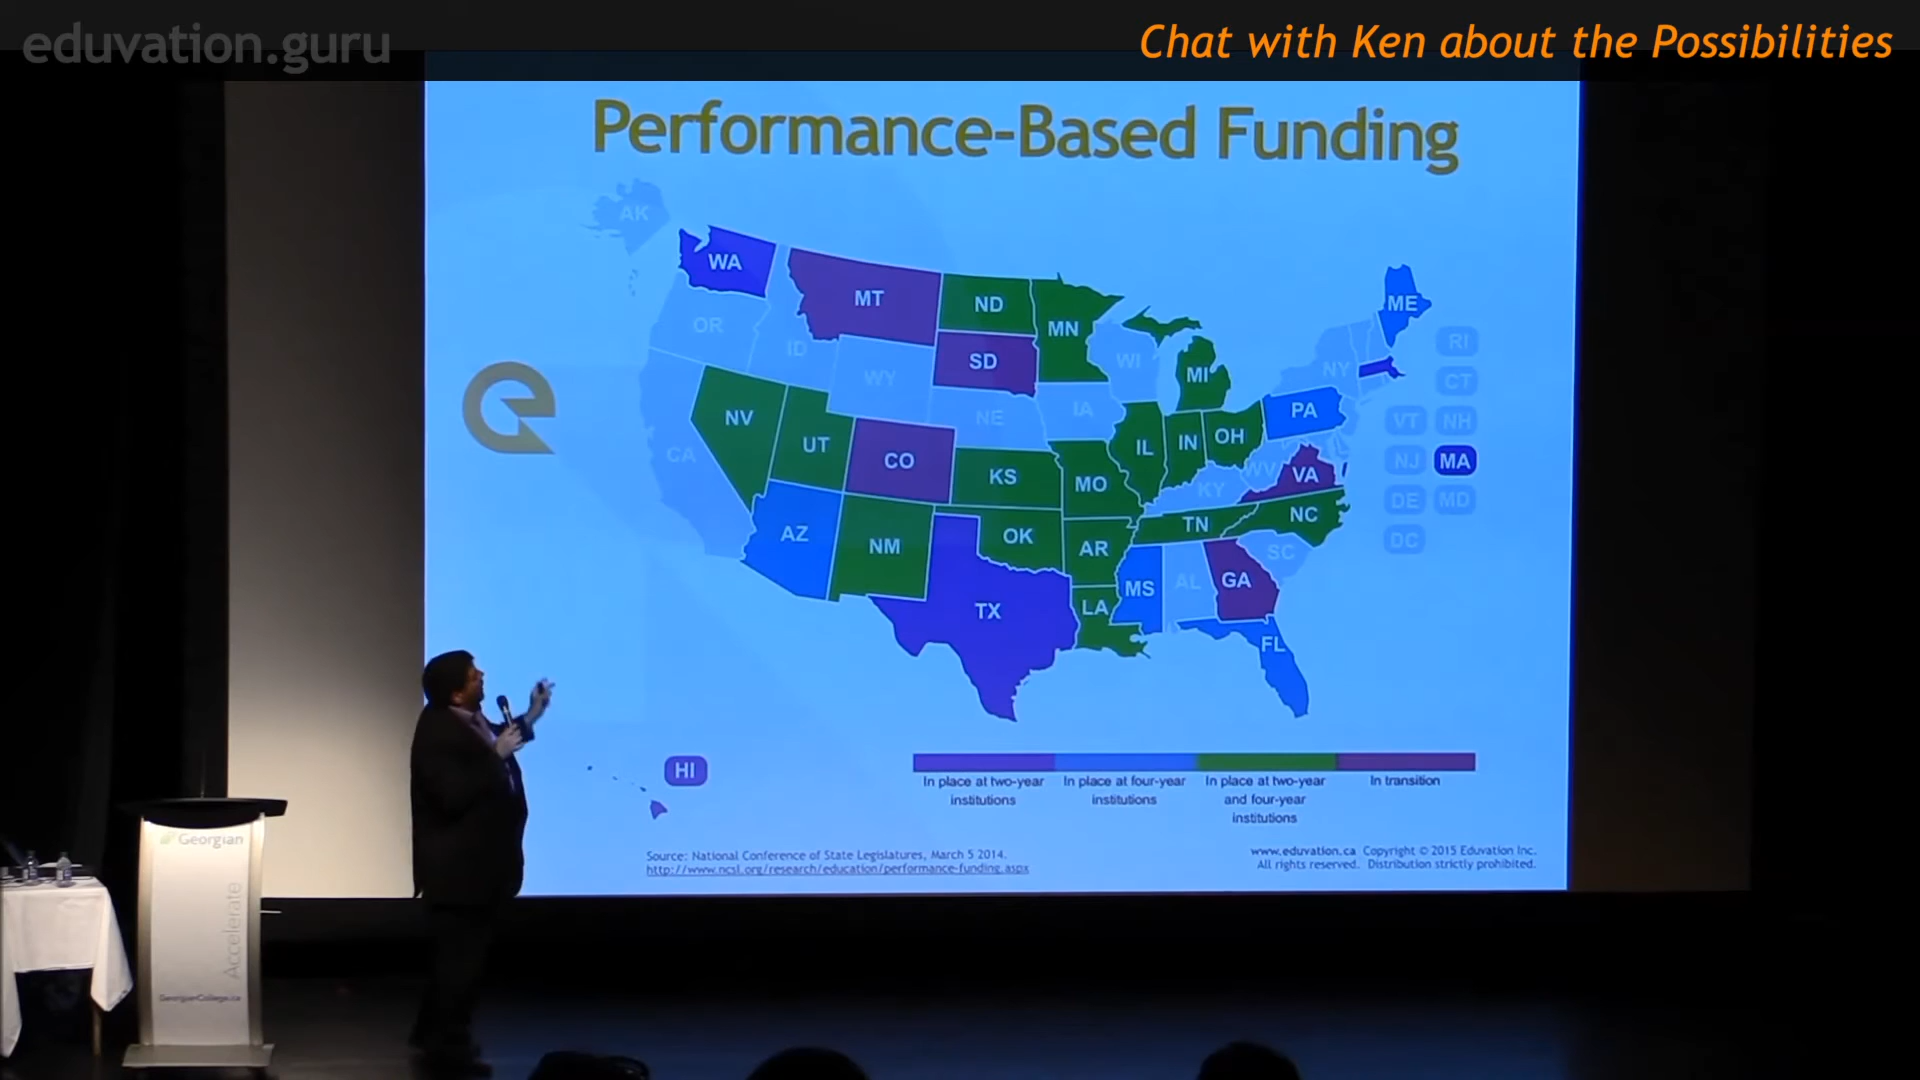 eduvation.guru
Chat with Ken about the Possibilities
Performance-Based Funding
AK
WA
MT
ND
MN
ME
OR
ID
SD
WI
MI
NY
RI
WY
CT
NV
UT
NE
IA
PA
VT
NH
CA
CO
KS
MO
IL
IN
OH
WV
VA
NJ
MA
KY
DE
MD
AZ
NM
OK
AR
TN
NC
SC
DC
TX
LA
MS
AL
GA
FL
HI
In place at two-year
institutions
In place at four-year
institutions
In place at two-year
and four-year
institutions
In transition
Source: National Conference of State Legislatures, March 5 2014.
http://www.ncsl.org/research/education/performance-funding.aspx
www.eduvation.ca Copyright © 2015 Eduvation Inc.
All rights reserved. Distribution strictly prohibited.
Georgian
Accelerate
GeorgianCollege.ca